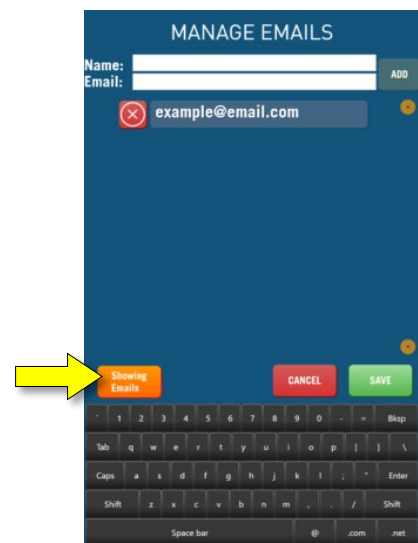 MANAGE EMAILS
Name:
ADD
Email:
example@email.com
Showing
Emails
CANCEL
SAVE
` 1 2 3 4 5 6 7 8 9 0 - = Bksp
Tab q w e r t y u i o p [ ] \
Caps a s d f g h j k l ; " Enter
Shift z x c v b n m , . / Shift
Space bar @ .com .net